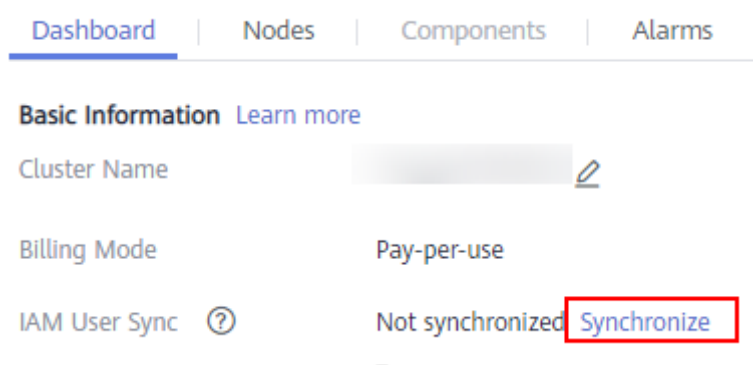 Dashboard Nodes Components Alarms
Basic Information Learn more
Cluster Name
Billing Mode Pay-per-use
IAM User Sync ? Not synchronized Synchronize